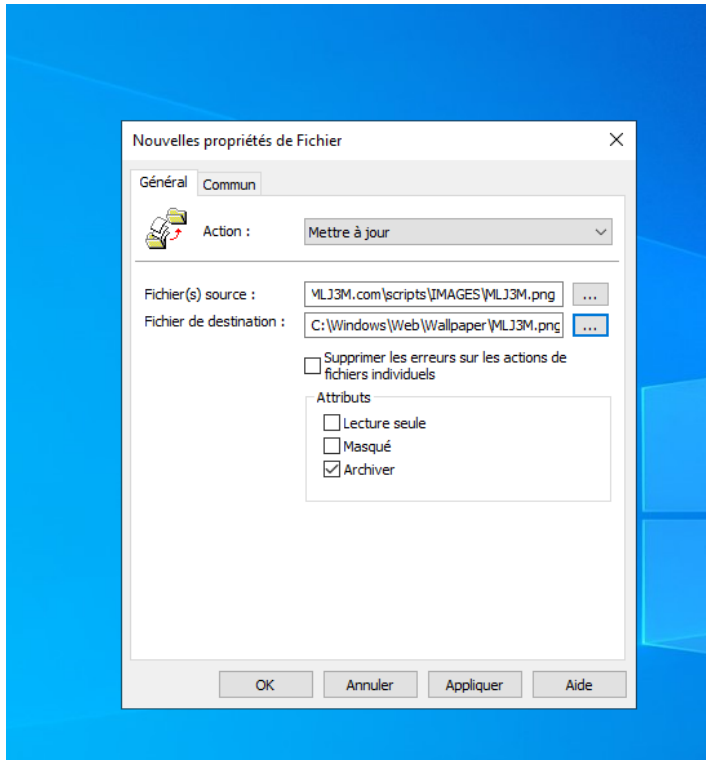 Nouvelles propriétés de Fichier
Général
Commun
Action :
Mettre à jour
Fichier(s) source :
MLJ3M.com\scripts\IMAGES\MLJ3M.png
...
Fichier de destination :
C:\Windows\Web\Wallpaper\MLJ3M.png
...
Supprimer les erreurs sur les actions de
fichiers individuels
Attributs
Lecture seule
Masqué
Archiver
OK
Annuler
Appliquer
Aide